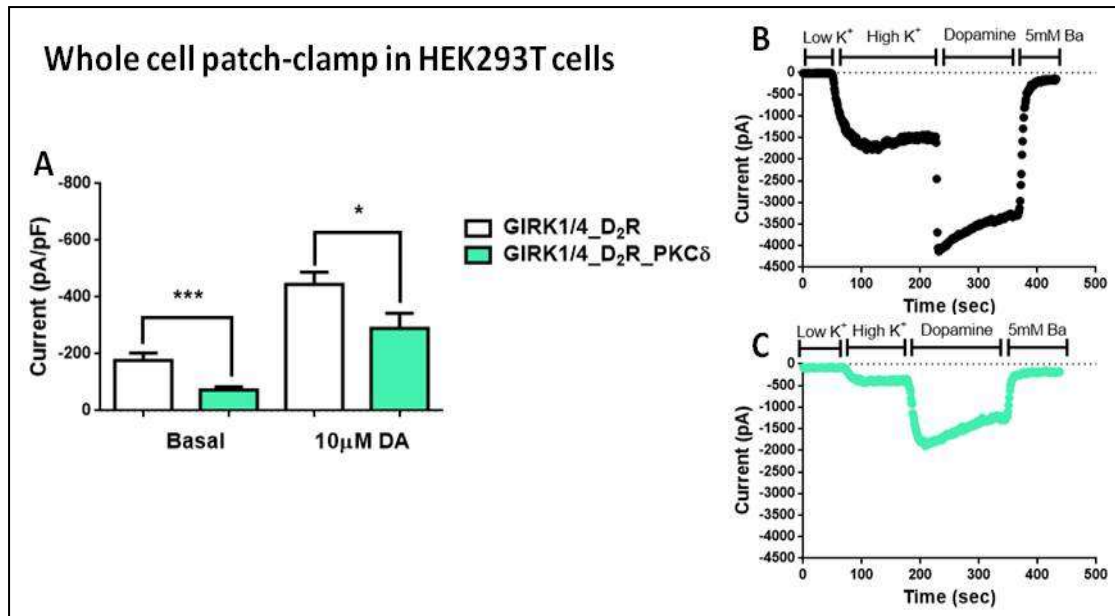 Whole cell patch-clamp in HEK293T cells
A
Current (pA/pF)
-800
-600
-400
-200
0
***
*
Basal
10μM DA
GIRK1/4_D₂R
GIRK1/4_D₂R_PKCδ
B
Low K⁺ High K⁺ Dopamine 5mM Ba
Current (pA)
0
-500
-1000
-1500
-2000
-2500
-3000
-3500
-4000
-4500
0 100 200 300 400 500
Time (sec)
C
Low K⁺ High K⁺ Dopamine 5mM Ba
Current (pA)
0
-500
-1000
-1500
-2000
-2500
-3000
-3500
-4000
-4500
0 100 200 300 400 500
Time (sec)